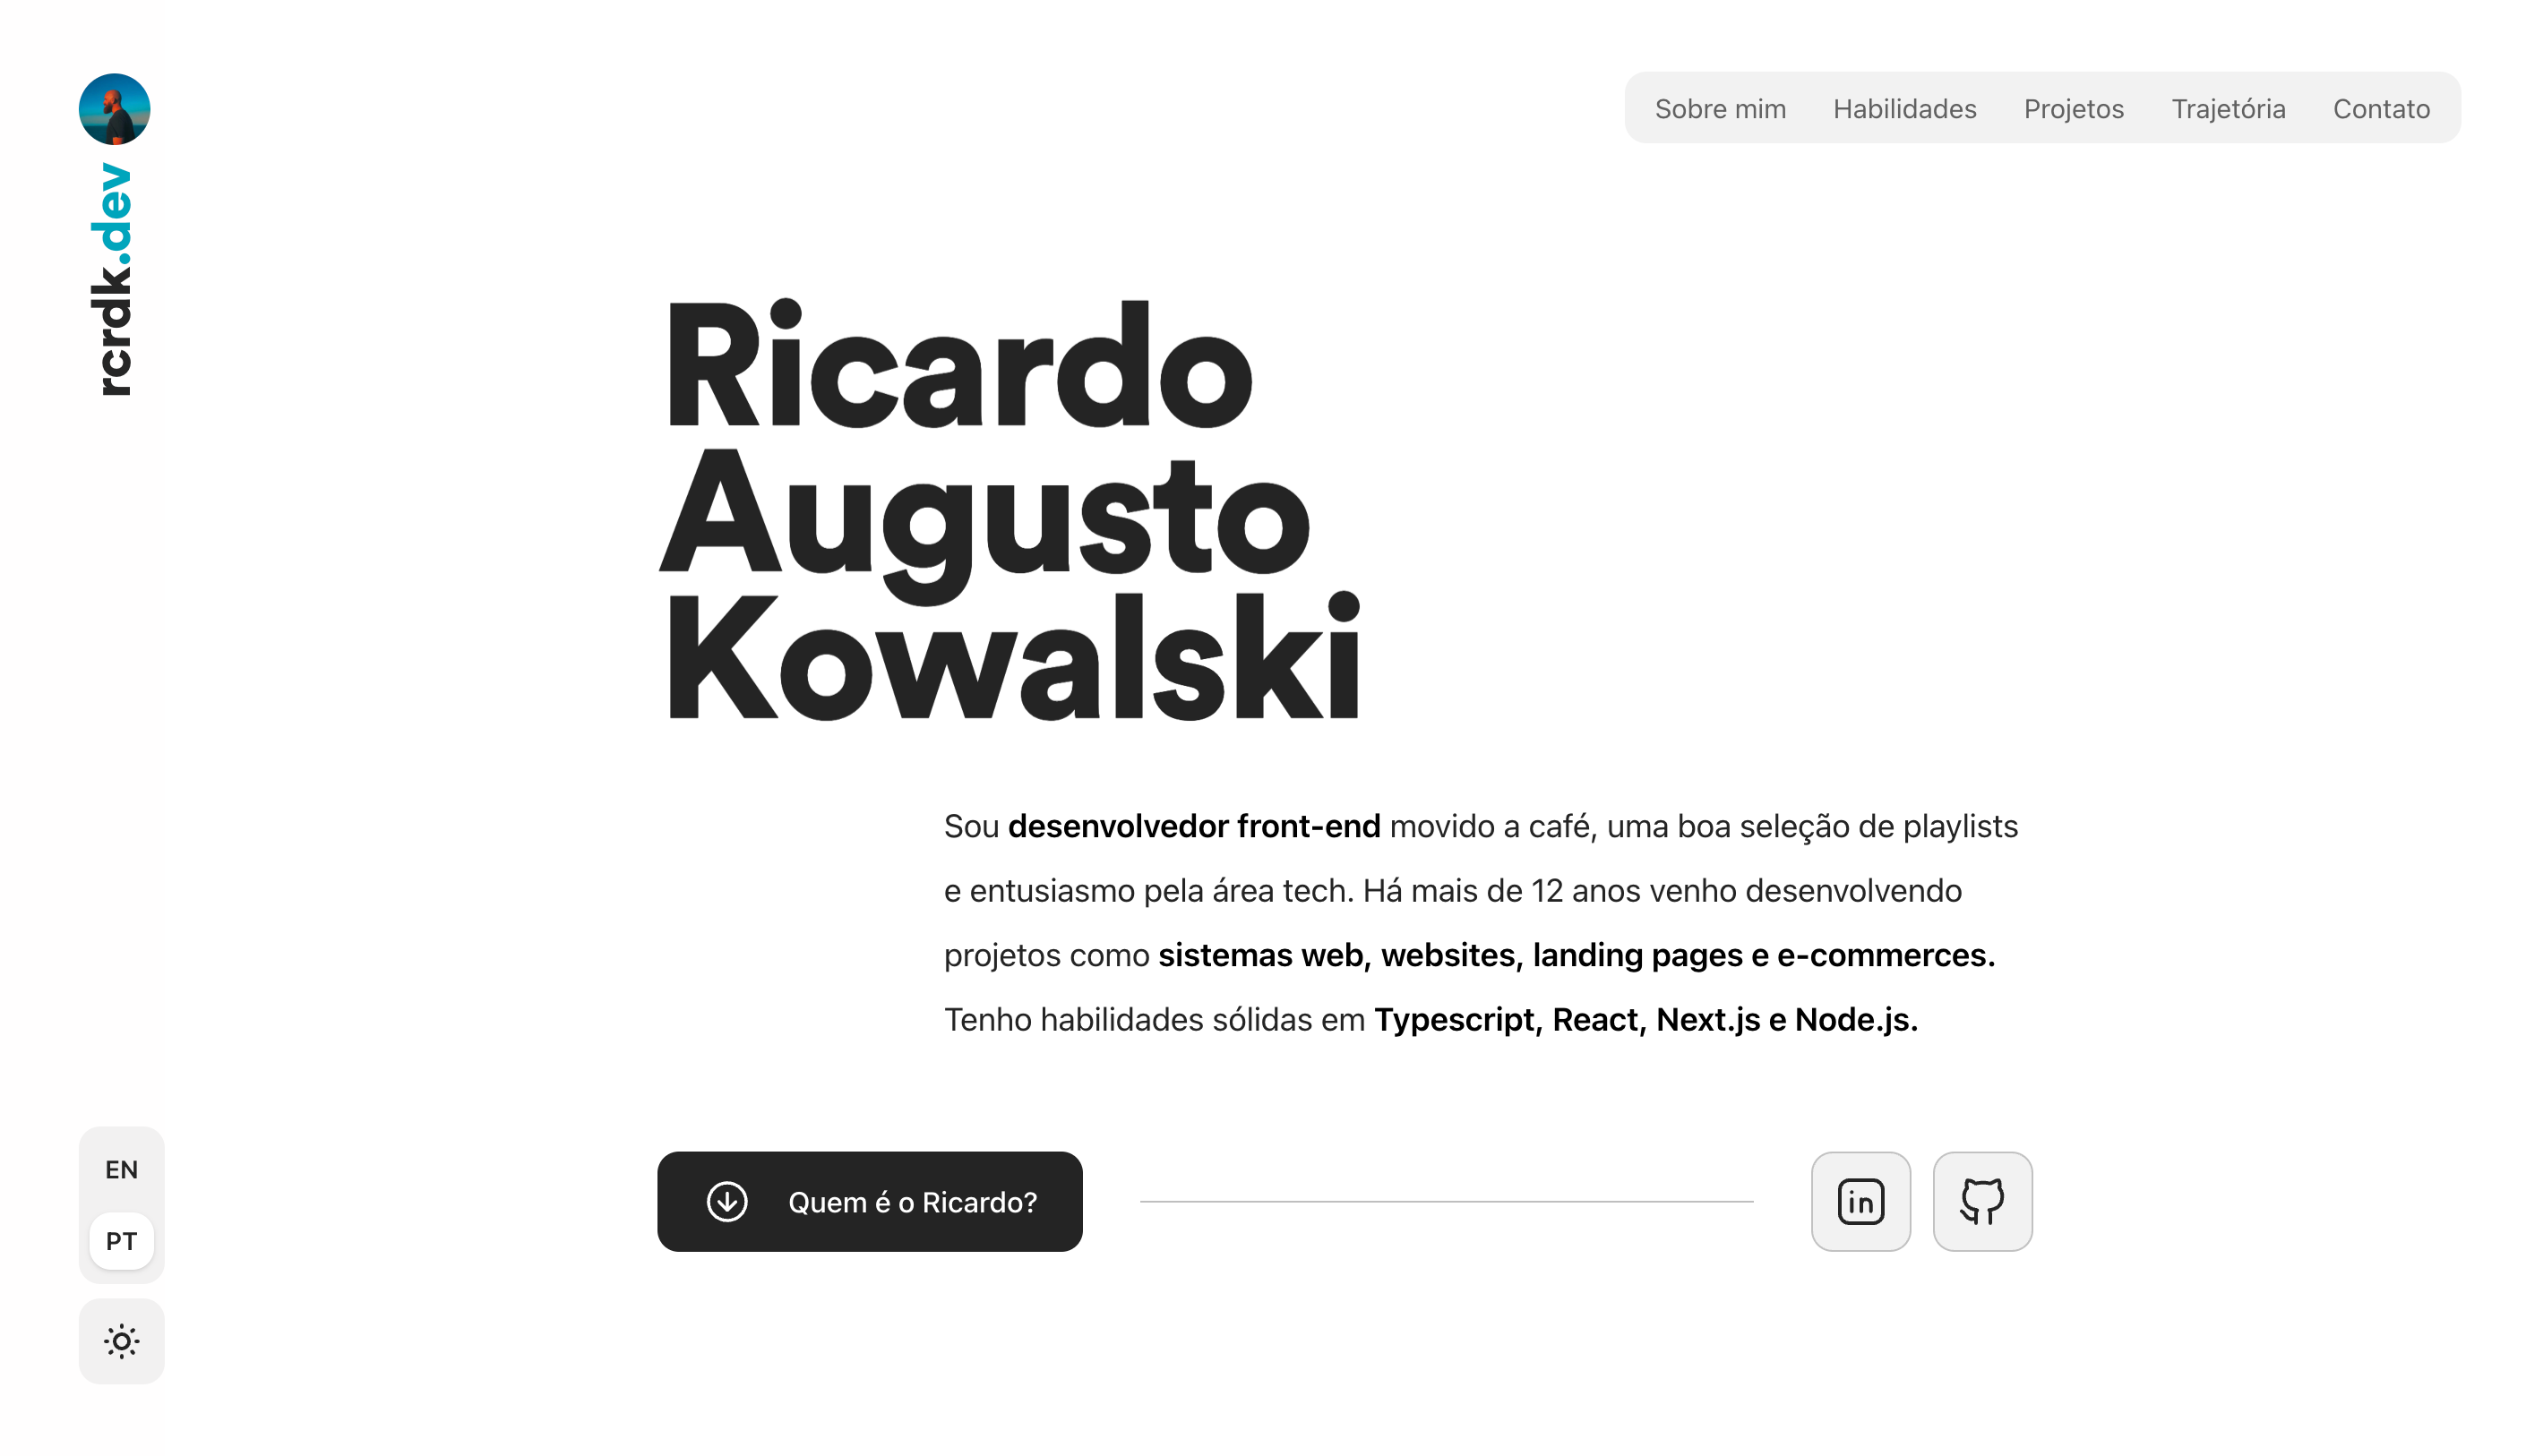 rcrdk.dev
Sobre mim Habilidades Projetos Trajetória Contato
Ricardo
Augusto
Kowalski
Sou desenvolvedor front-end movido a café, uma boa seleção de playlists
e entusiasmo pela área tech. Há mais de 12 anos venho desenvolvendo
projetos como sistemas web, websites, landing pages e e-commerces.
Tenho habilidades sólidas em Typescript, React, Next.js e Node.js.
Quem é o Ricardo?
in
EN
PT